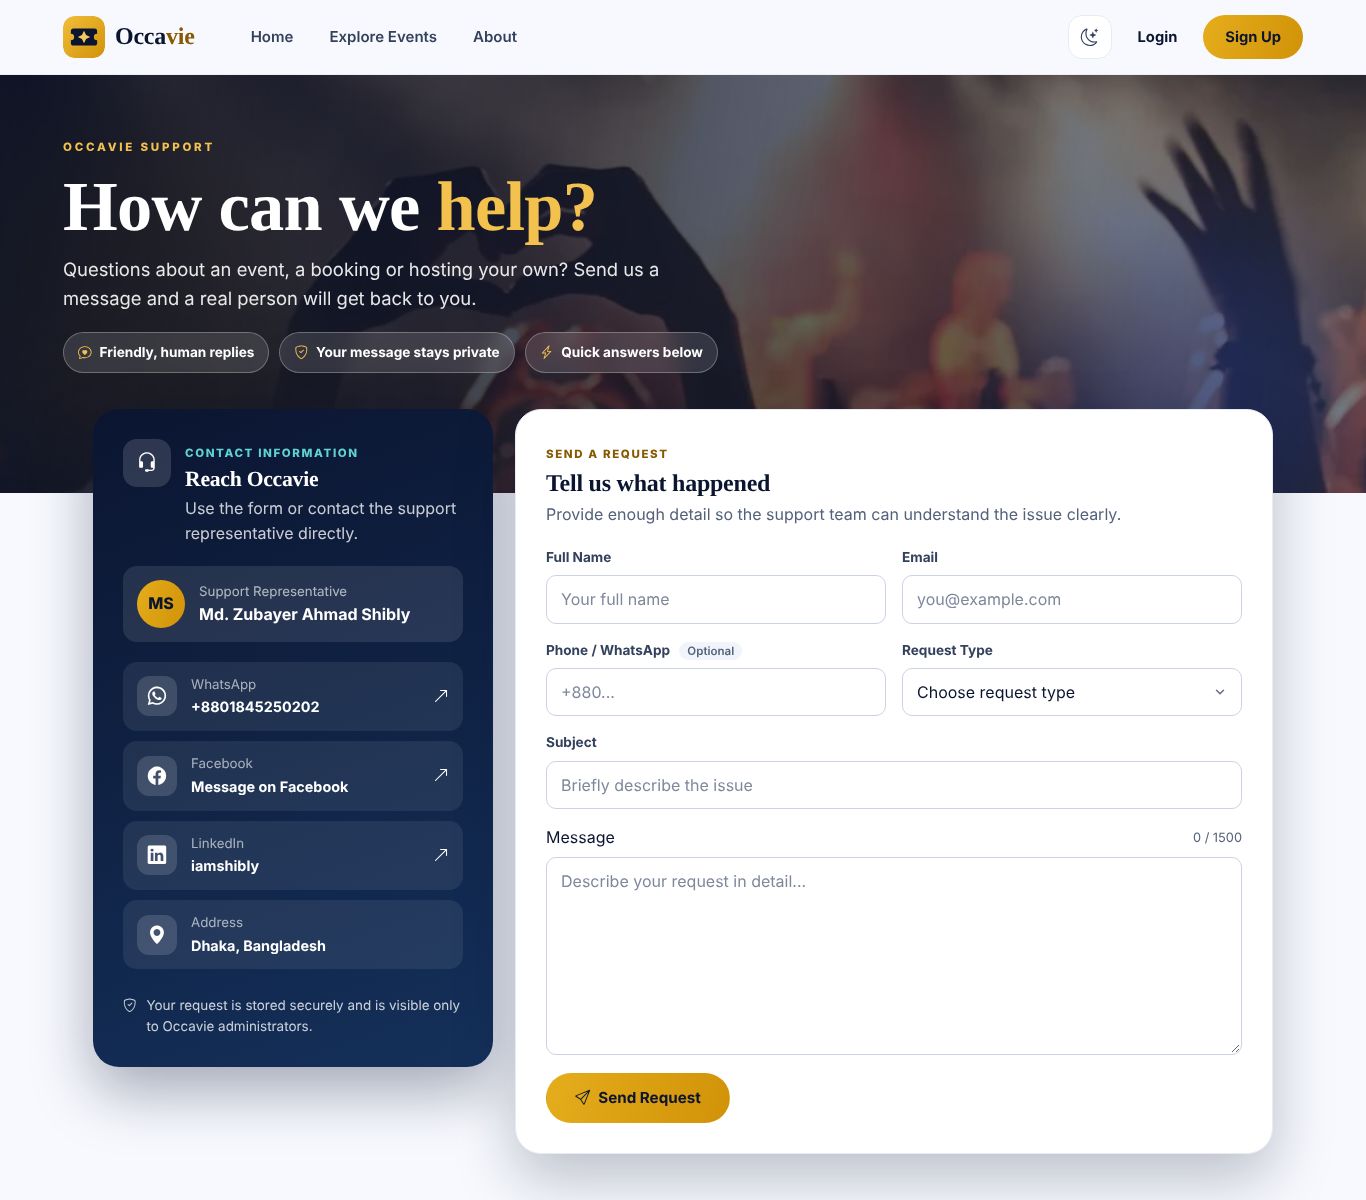 Occavie
Home
Explore Events
About
Login
Sign Up
OCCAVIE SUPPORT
How can we help?
Questions about an event, a booking or hosting your own? Send us a
message and a real person will get back to you.
Friendly, human replies
Your message stays private
Quick answers below
CONTACT INFORMATION
Reach Occavie
Use the form or contact the support
representative directly.
MS
Support Representative
Md. Zubayer Ahmad Shibly
WhatsApp
+8801845250202
Facebook
Message on Facebook
LinkedIn
iamshibly
Address
Dhaka, Bangladesh
Your request is stored securely and is visible only
to Occavie administrators.
SEND A REQUEST
Tell us what happened
Provide enough detail so the support team can understand the issue clearly.
Full Name
Your full name
Email
you@example.com
Phone / WhatsApp Optional
+880...
Request Type
Choose request type
Subject
Briefly describe the issue
Message
0 / 1500
Describe your request in detail...
Send Request